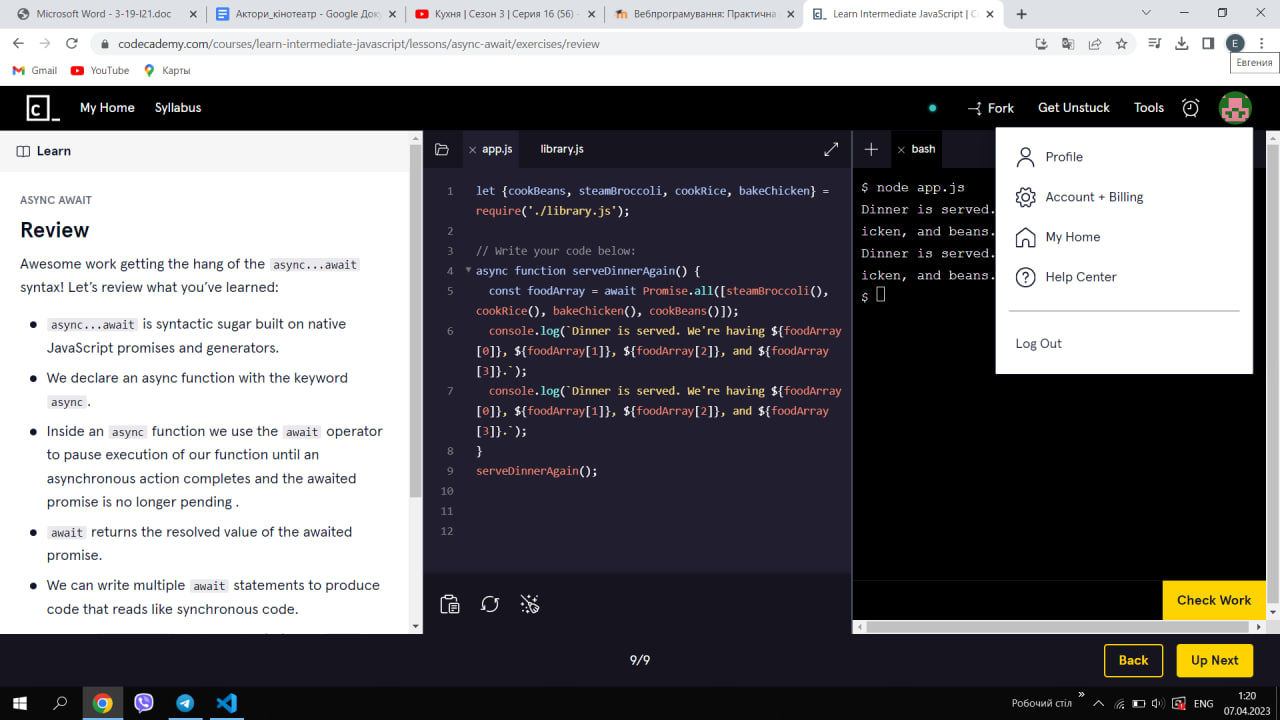 Microsoft Word - 3-19-I21.doc
Актори_кінотеатр - Google Док
Кухня | Сезон 3 | Серия 16 (56) -
Вебпрограмування: Практична
Learn Intermediate JavaScript | C
codecademy.com/courses/learn-intermediate-javascript/lessons/async-await/exercises/review
E
Евгения
Gmail
YouTube
Карты
c_
My Home
Syllabus
Fork
Get Unstuck
Tools
Learn
ASYNC AWAIT
Review
Awesome work getting the hang of the async...await
syntax! Let’s review what you’ve learned:
async...await is syntactic sugar built on native
JavaScript promises and generators.
We declare an async function with the keyword
async.
Inside an async function we use the await operator
to pause execution of our function until an
asynchronous action completes and the awaited
promise is no longer pending .
await returns the resolved value of the awaited
promise.
We can write multiple await statements to produce
code that reads like synchronous code.
app.js
library.js
1 let {cookBeans, steamBroccoli, cookRice, bakeChicken} =
require('./library.js');
2
3 // Write your code below:
4 async function serveDinnerAgain() {
5 const foodArray = await Promise.all([steamBroccoli(),
cookRice(), bakeChicken(), cookBeans()]);
6 console.log(`Dinner is served. We're having ${foodArray
[0]}, ${foodArray[1]}, ${foodArray[2]}, and ${foodArray
[3]}.`);
7 console.log(`Dinner is served. We're having ${foodArray
[0]}, ${foodArray[1]}, ${foodArray[2]}, and ${foodArray
[3]}.`);
8 }
9 serveDinnerAgain();
10
11
12
bash
$ node app.js
Dinner is served.
icken, and beans.
Dinner is served.
icken, and beans.
$
Profile
Account + Billing
My Home
Help Center
Log Out
Check Work
9/9
Back
Up Next
Робочий стіл
ENG
1:20
07.04.2023